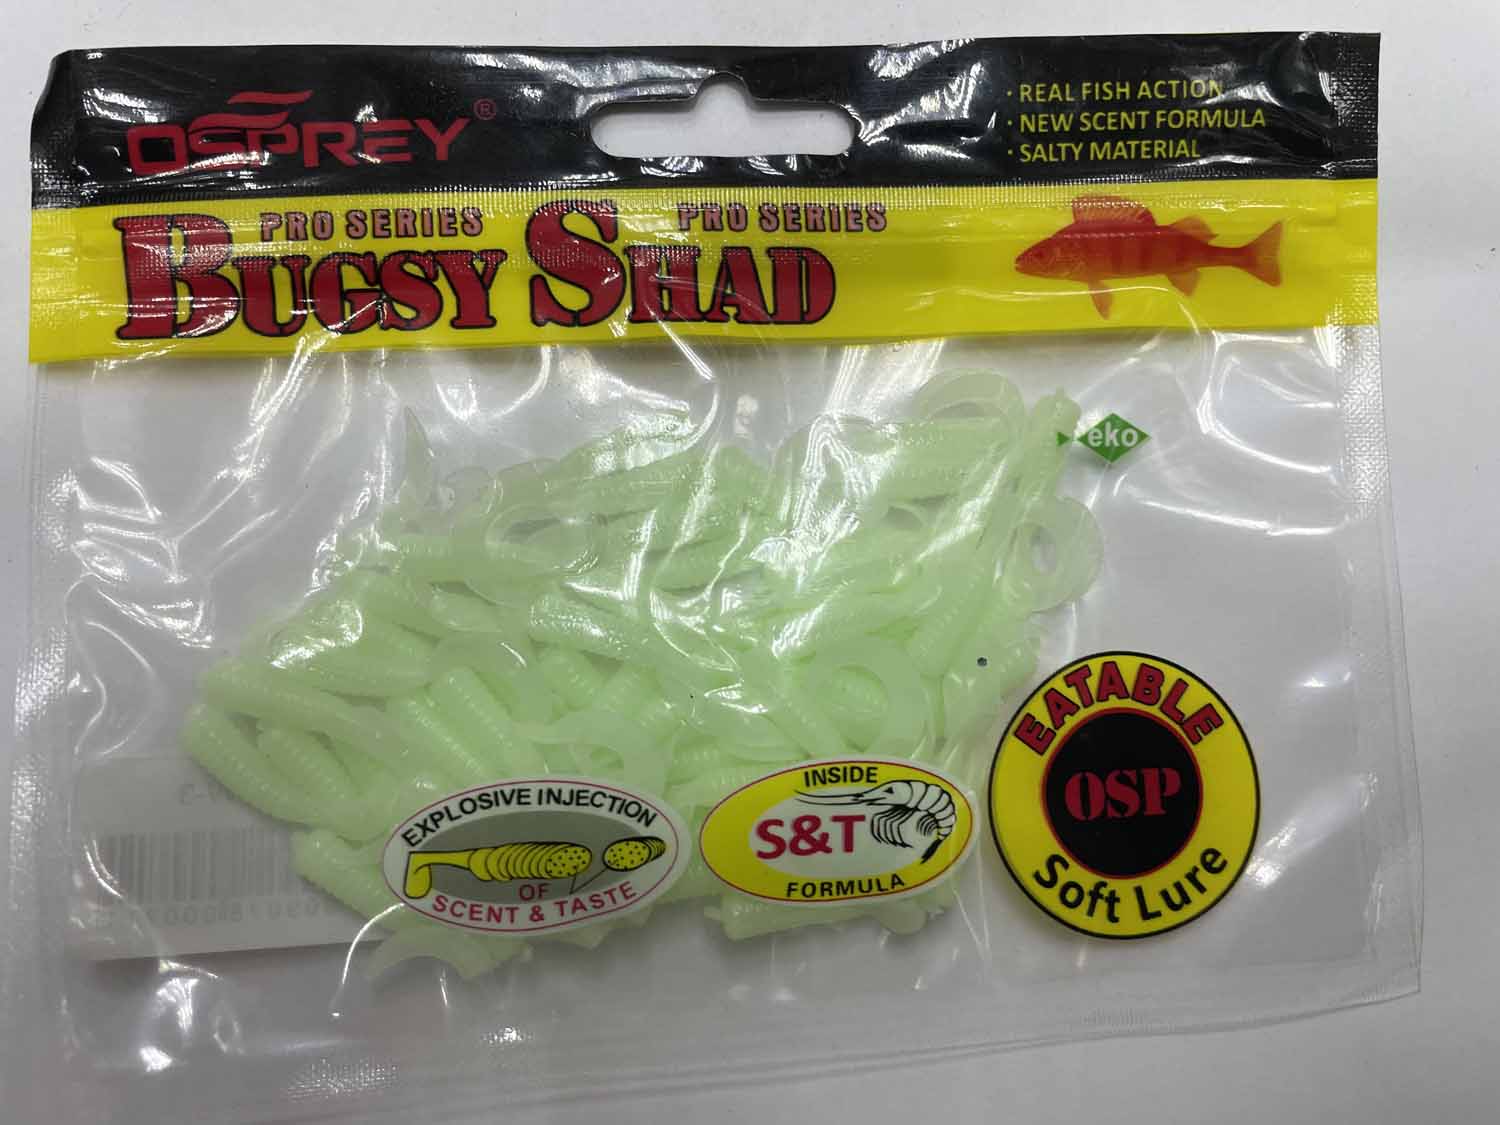 OSPREY®
· REAL FISH ACTION
· NEW SCENT FORMULA
· SALTY MATERIAL
PRO SERIES PRO SERIES
BUGSY SHAD
eko
EATABLE
OSP
Soft Lure
INSIDE
S&T
FORMULA
EXPLOSIVE INJECTION
OF
SCENT & TASTE